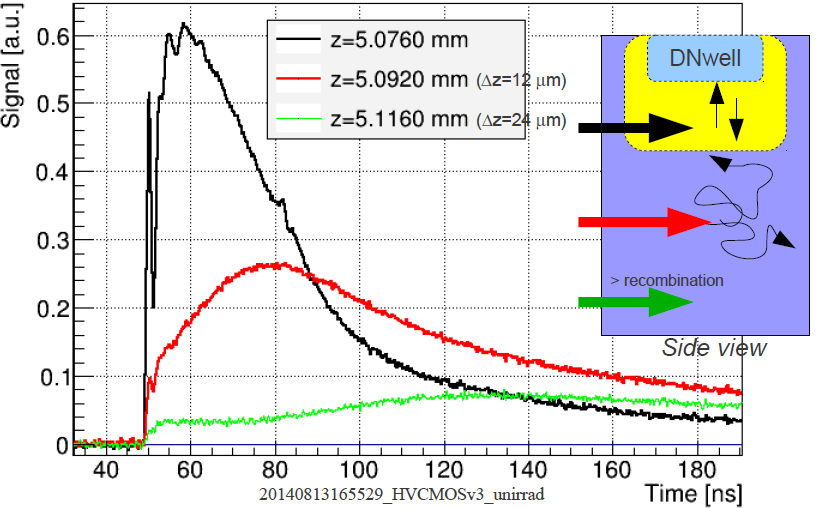 Signal [a.u.]
0.6
0.5
0.4
0.3
0.2
0.1
0
z=5.0760 mm
z=5.0920 mm (Δz=12 μm)
z=5.1160 mm (Δz=24 μm)
DNwell
> recombination
Side view
40 60 80 100 120 140 160 180
20140813165529_HVCMOSv3_unirrad
Time [ns]